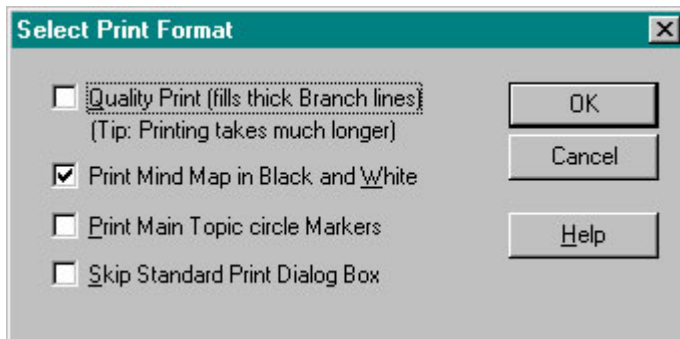 Select Print Format
Quality Print (fills thick Branch lines)
(Tip: Printing takes much longer)
Print Mind Map in Black and White
Print Main Topic circle Markers
Skip Standard Print Dialog Box
OK
Cancel
Help